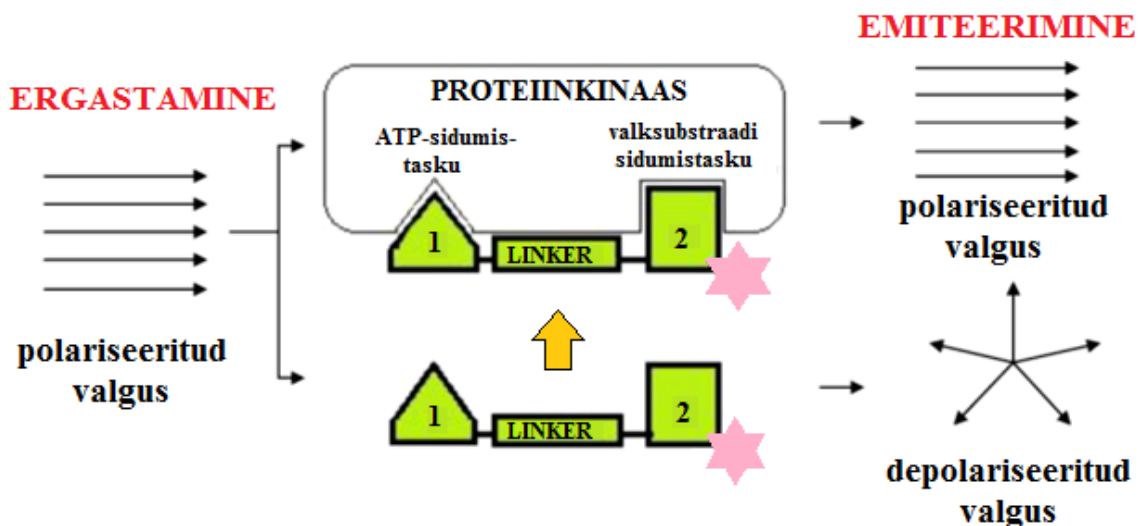 ERGASTAMINE
polariseeritud
valgus
PROTEIINKINAAS
ATP-sidumis-
tasku
valksubstraadi
sidumistasku
1
LINKER
2
1
LINKER
2
EMITEERIMINE
polariseeritud
valgus
depolariseeritud
valgus